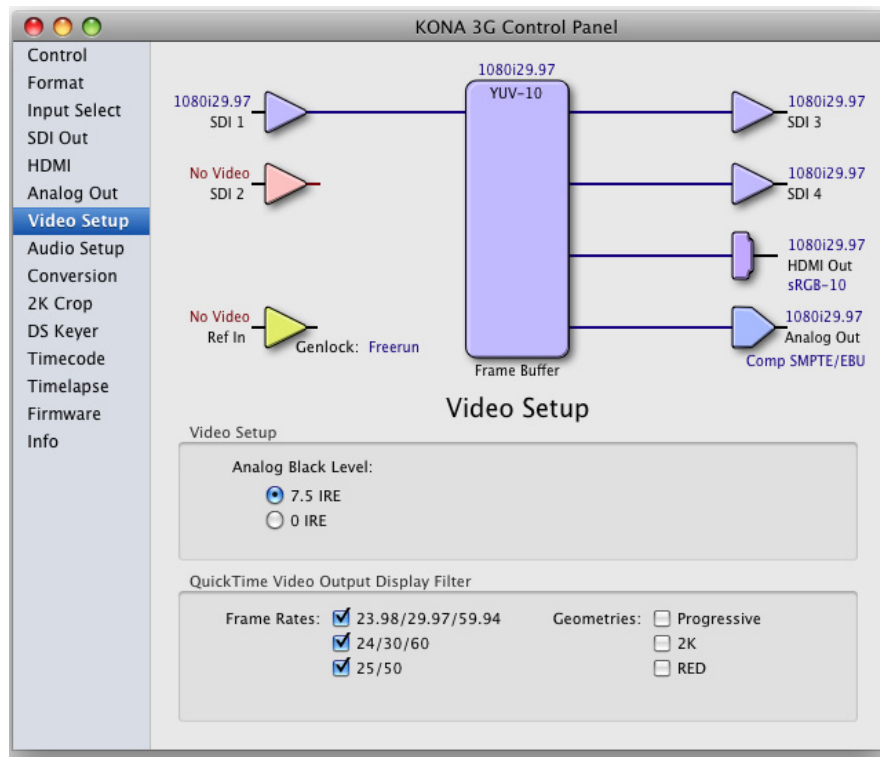 KONA 3G Control Panel
Control
Format
Input Select
SDI Out
HDMI
Analog Out
Video Setup
Audio Setup
Conversion
2K Crop
DS Keyer
Timecode
Timelapse
Firmware
Info
1080i29.97
YUV-10
1080i29.97
SDI 1
1080i29.97
SDI 3
No Video
SDI 2
1080i29.97
SDI 4
1080i29.97
HDMI Out
sRGB-10
No Video
Ref In
Genlock: Freerun
1080i29.97
Analog Out
Comp SMPTE/EBU
Frame Buffer
Video Setup
Video Setup
Analog Black Level:
7.5 IRE
0 IRE
QuickTime Video Output Display Filter
Frame Rates: 23.98/29.97/59.94
24/30/60
25/50
Geometries: Progressive
2K
RED